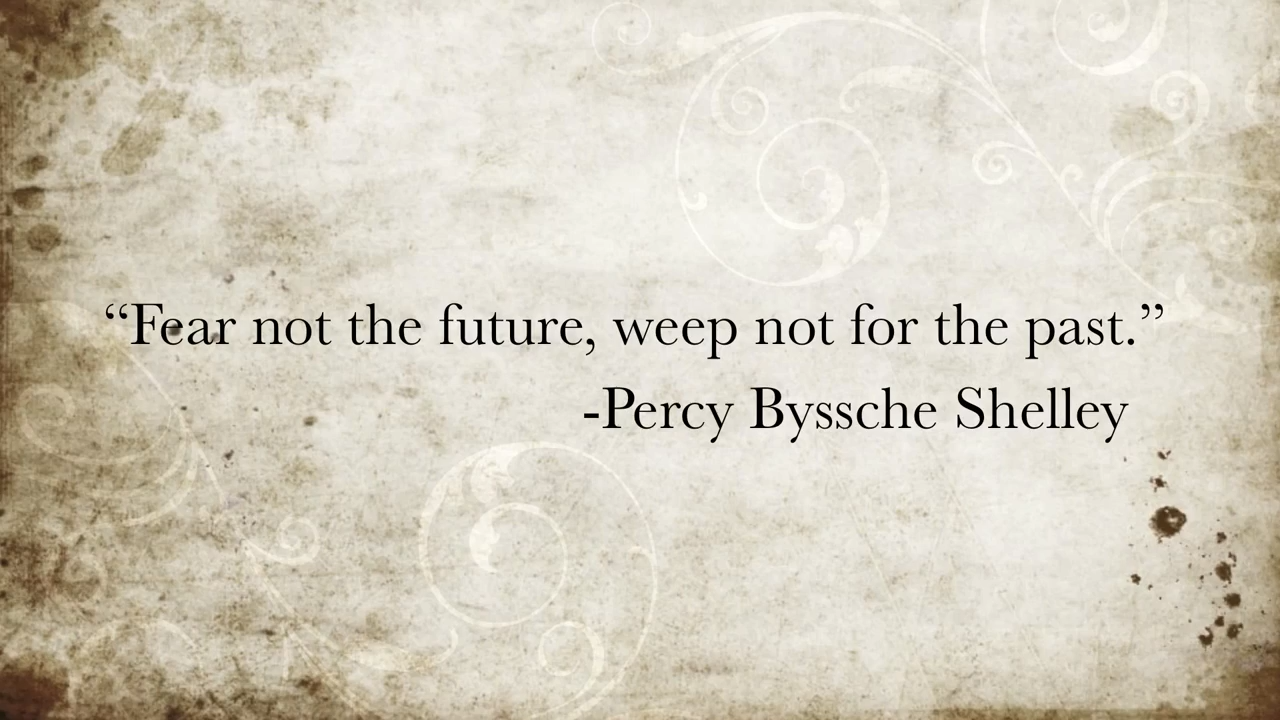 “Fear not the future, weep not for the past.”
-Percy Bysshe Shelley